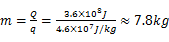 m = Q/q = 3.6×10⁸J / 4.6×10⁷J/kg ≈ 7.8kg